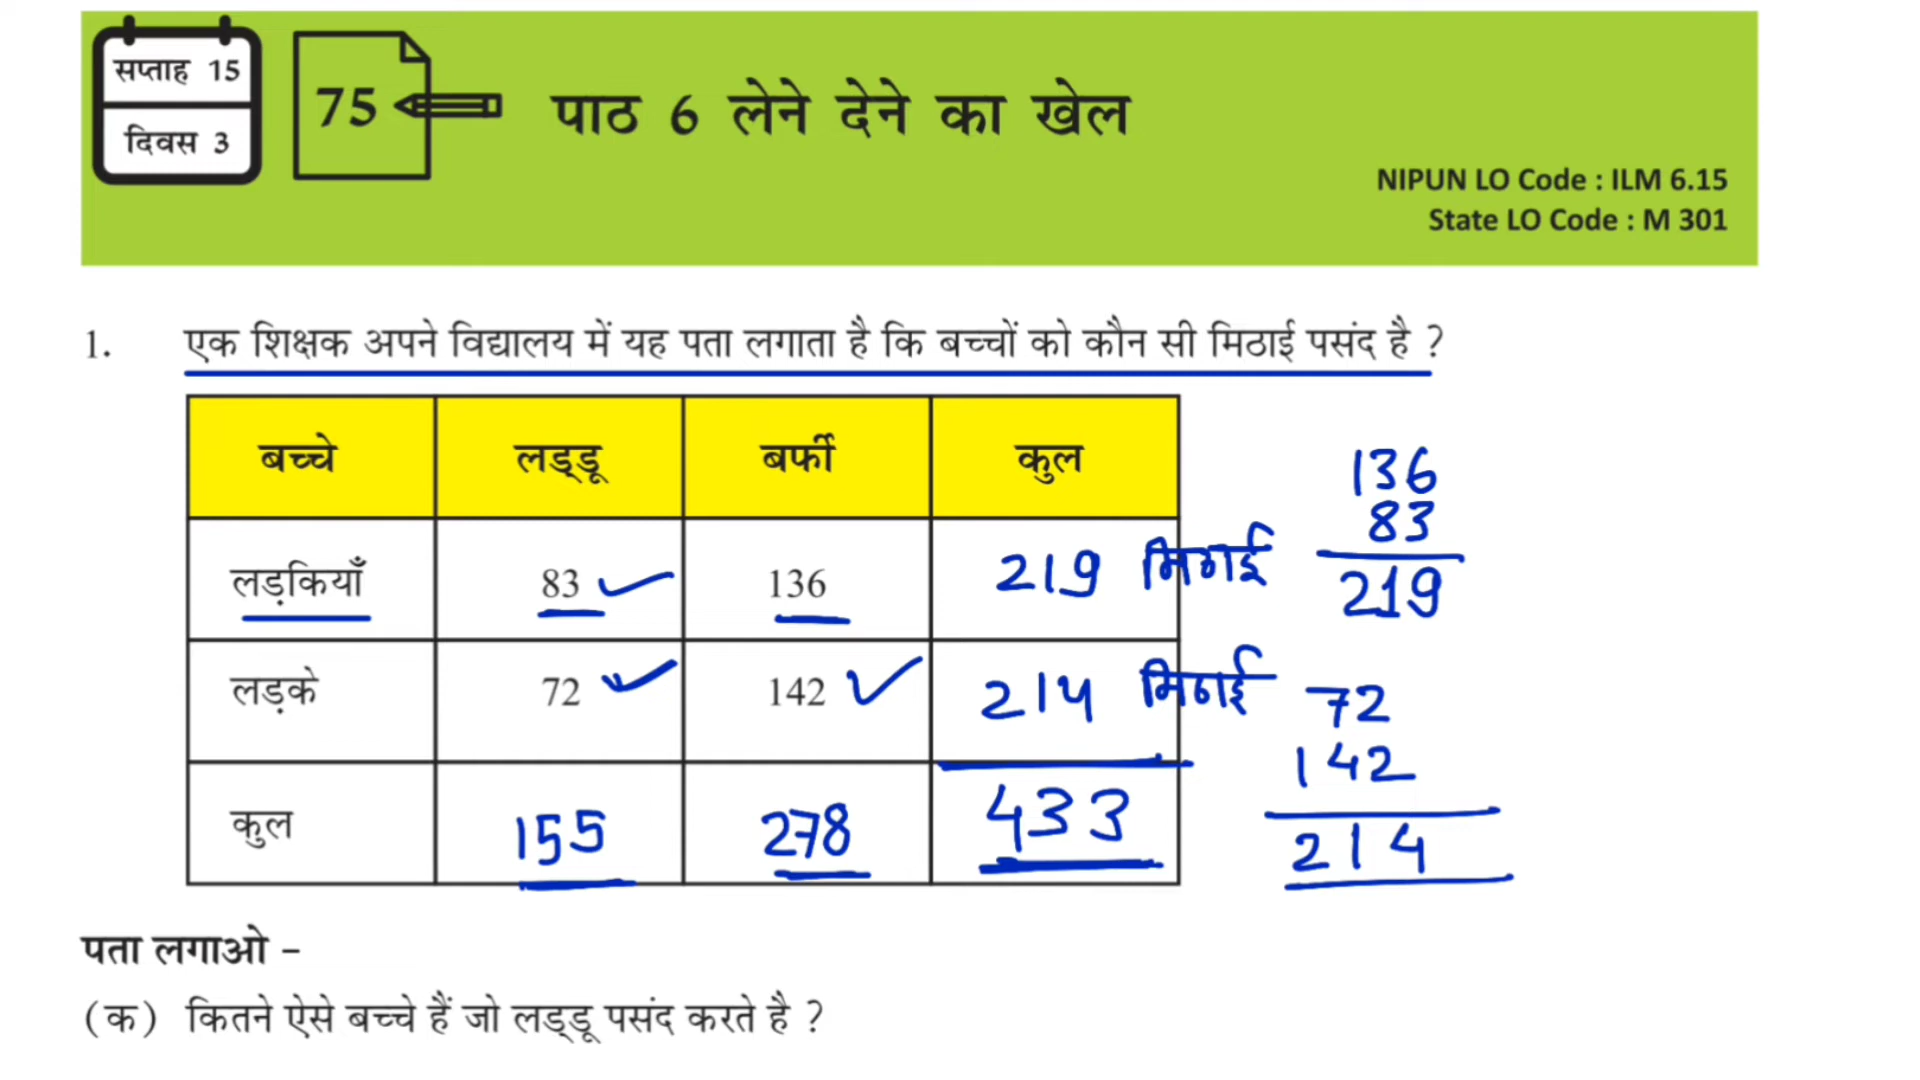 सप्ताह 15
दिवस 3
75
पाठ 6 लेने देने का खेल
NIPUN LO Code : ILM 6.15
State LO Code : M 301
1. एक शिक्षक अपने विद्यालय में यह पता लगाता है कि बच्चों को कौन सी मिठाई पसंद है ?
बच्चे लड्डू बर्फी कुल
लड़कियाँ 83 136 219 मिठाई
लड़के 72 142 214 मिठाई
कुल 155 278 433
136
83
219
72
142
214
पता लगाओ –
(क) कितने ऐसे बच्चे हैं जो लड्डू पसंद करते है ?